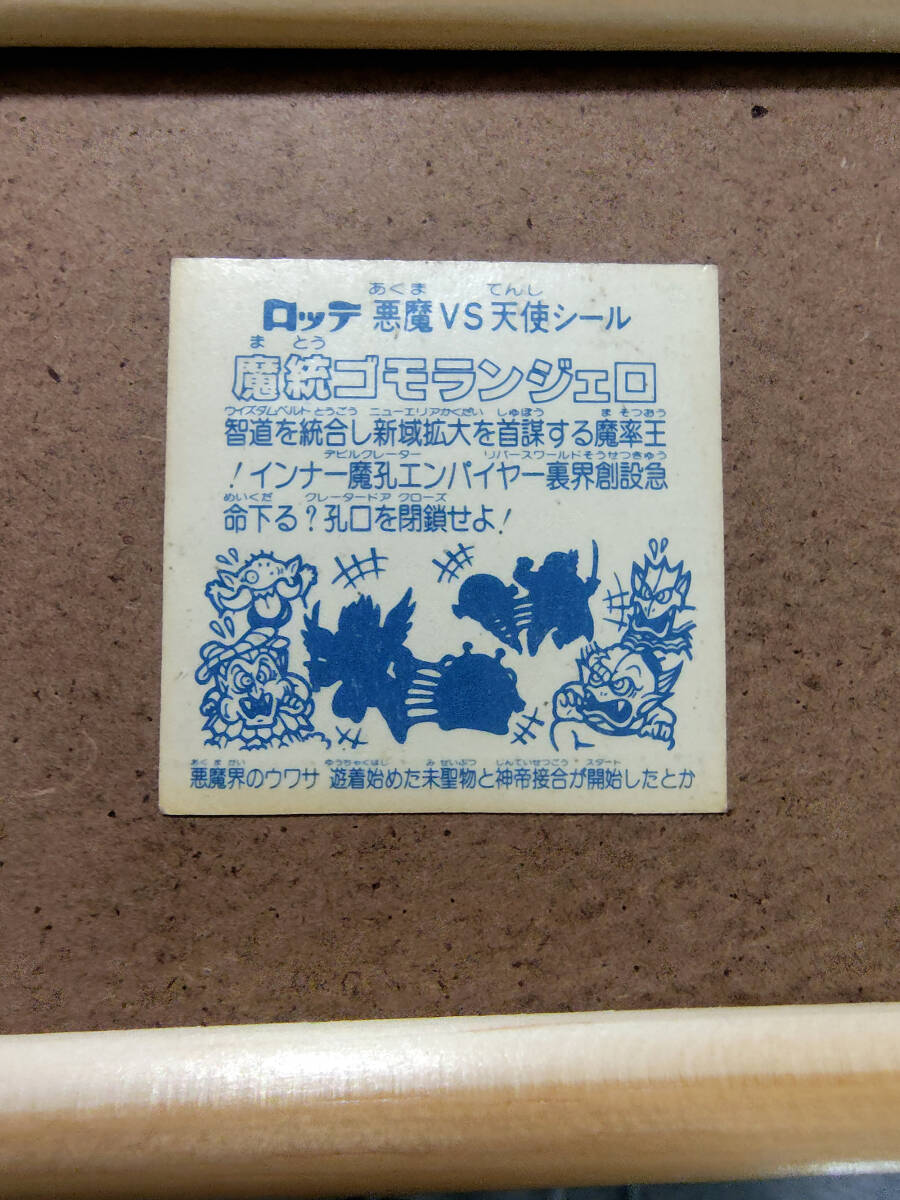 あくま てんし
ロッテ 悪魔VS天使シール
ま とう
魔統ゴモランジェロ
ウイズダムベルト とうごう ニューエリアかくだい しゅぼう ま そつおう
智道を統合し新域拡大を首謀する魔率王
デビルクレーター リバースワールドそうせつきゅう
!インナー魔孔エンパイヤー裏界創設急
めいくだ クレータードア クローズ
命下る?孔口を閉鎖せよ!
あくまかい ゆうちゃくはじ み せいぶつ しんていせつごう スタート
悪魔界のウワサ 遊着始めた未聖物と神帝接合が開始したとか